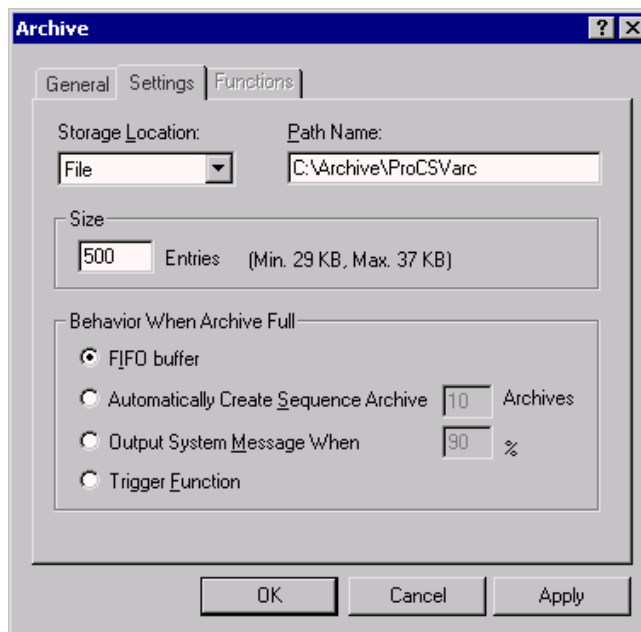 Archive
General Settings Functions
Storage Location: Path Name:
File C:\Archive\ProCSVarc
Size
500 Entries (Min. 29 KB, Max. 37 KB)
Behavior When Archive Full
FIFO buffer
Automatically Create Sequence Archive 10 Archives
Output System Message When 90 %
Trigger Function
OK Cancel Apply